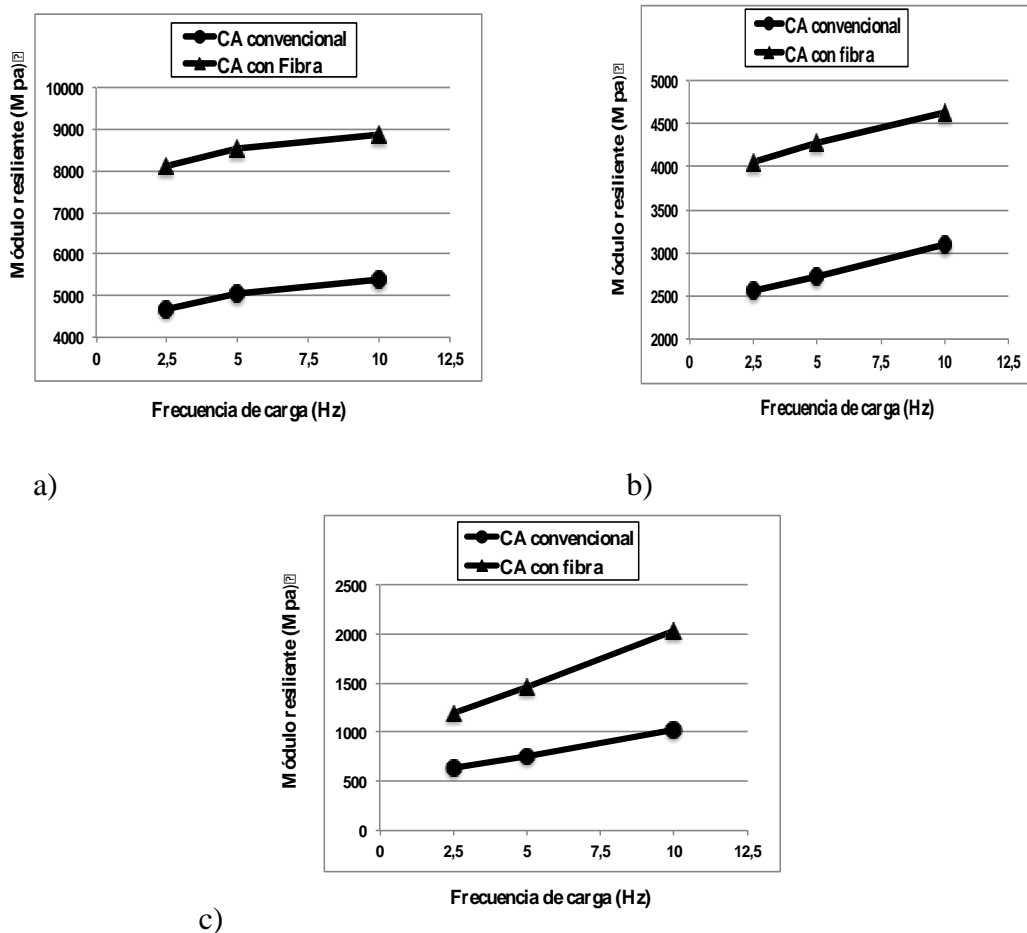 CA convencional
CA con Fibra
Módulo resiliente (Mpa)
10000
9000
8000
7000
6000
5000
4000
0 2,5 5 7,5 10 12,5
Frecuencia de carga (Hz)
a)
CA convencional
CA con fibra
Módulo resiliente (Mpa)
5000
4500
4000
3500
3000
2500
2000
0 2,5 5 7,5 10 12,5
Frecuencia de carga (Hz)
b)
CA convencional
CA con fibra
Módulo resiliente (Mpa)
2500
2000
1500
1000
500
0
0 2,5 5 7,5 10 12,5
Frecuencia de carga (Hz)
c)